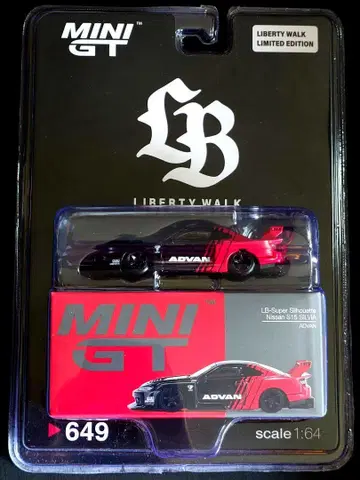 MINI GT™
LIBERTY WALK
LIMITED EDITION
LB
LIBERTY WALK
ADVAN
MINI GT
LB-Super Silhouette
Nissan S15 SILVIA
ADVAN
ADVAN
649
scale 1:64